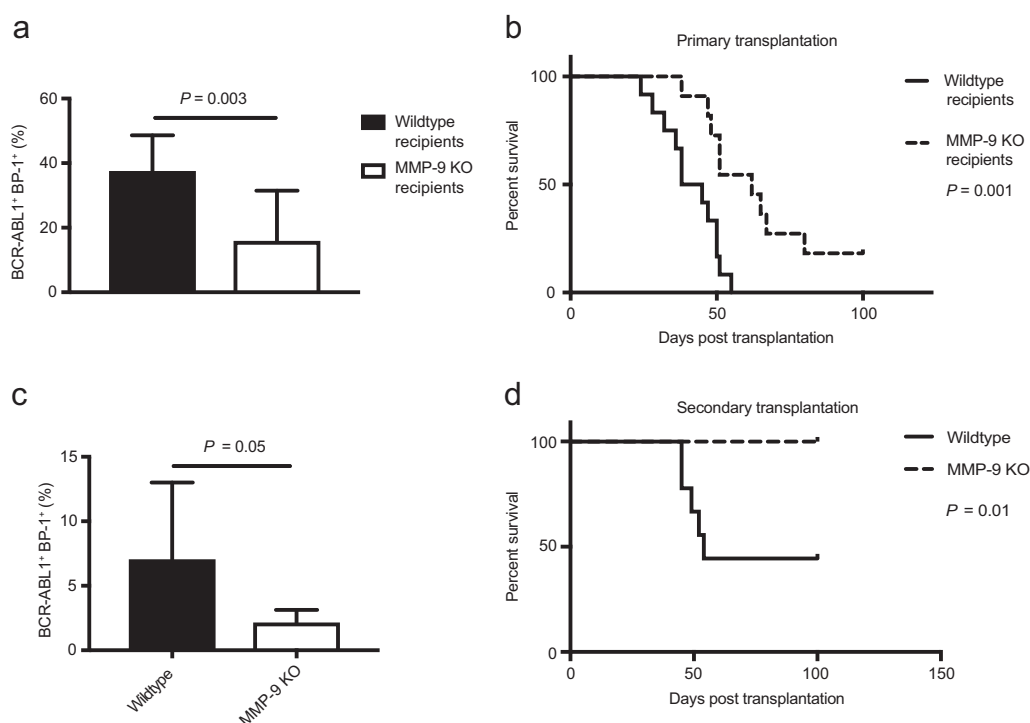 a
BCR-ABL1⁺ BP-1⁺ (%)
60
40
20
0
P = 0.003
Wildtype
recipients
MMP-9 KO
recipients
b
Primary transplantation
Percent survival
100
50
0
0 50 100
Days post transplantation
Wildtype
recipients
MMP-9 KO
recipients
P = 0.001
c
BCR-ABL1⁺ BP-1⁺ (%)
15
10
5
0
P = 0.05
Wildtype
MMP-9 KO
d
Secondary transplantation
Percent survival
100
50
0
0 50 100 150
Days post transplantation
Wildtype
MMP-9 KO
P = 0.01